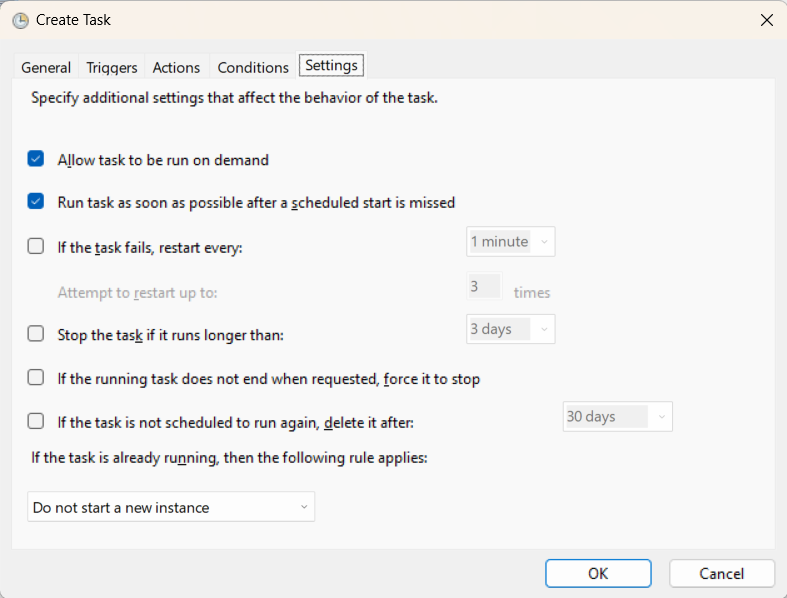 Create Task
General Triggers Actions Conditions Settings
Specify additional settings that affect the behavior of the task.
Allow task to be run on demand
Run task as soon as possible after a scheduled start is missed
If the task fails, restart every: 1 minute
Attempt to restart up to: 3 times
Stop the task if it runs longer than: 3 days
If the running task does not end when requested, force it to stop
If the task is not scheduled to run again, delete it after: 30 days
If the task is already running, then the following rule applies:
Do not start a new instance
OK Cancel